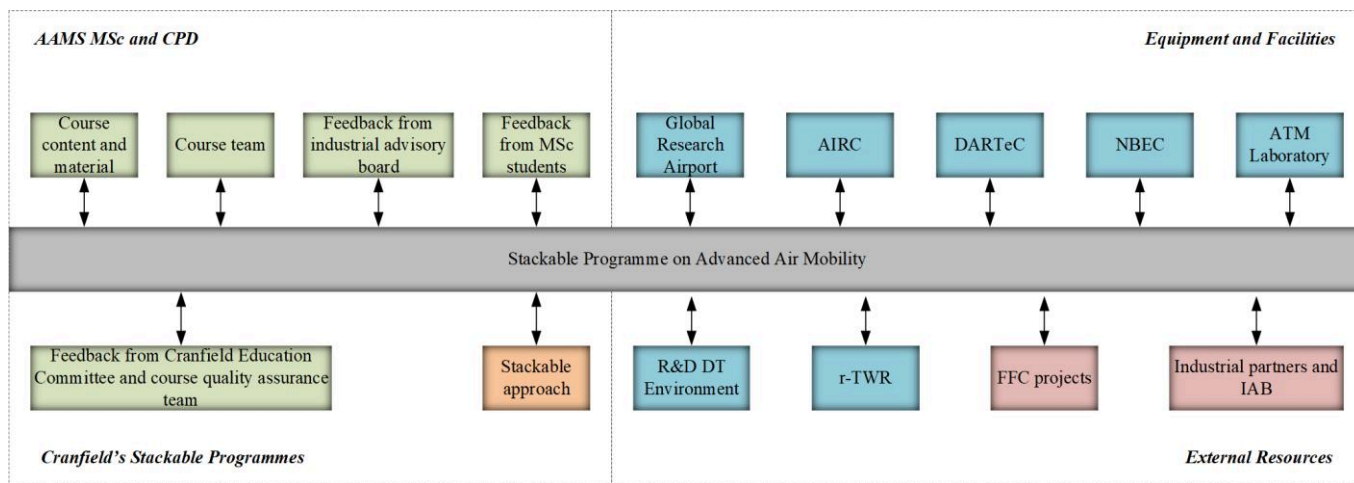 AAMS MSc and CPD
Equipment and Facilities
Course
content and
material
Course team
Feedback from
industrial advisory
board
Feedback
from MSc
students
Global
Research
Airport
AIRC
DARTeC
NBEC
ATM
Laboratory
Stackable Programme on Advanced Air Mobility
Feedback from Cranfield Education
Committee and course quality assurance
team
Stackable
approach
R&D DT
Environment
r-TWR
FFC projects
Industrial partners and
IAB
Cranfield's Stackable Programmes
External Resources